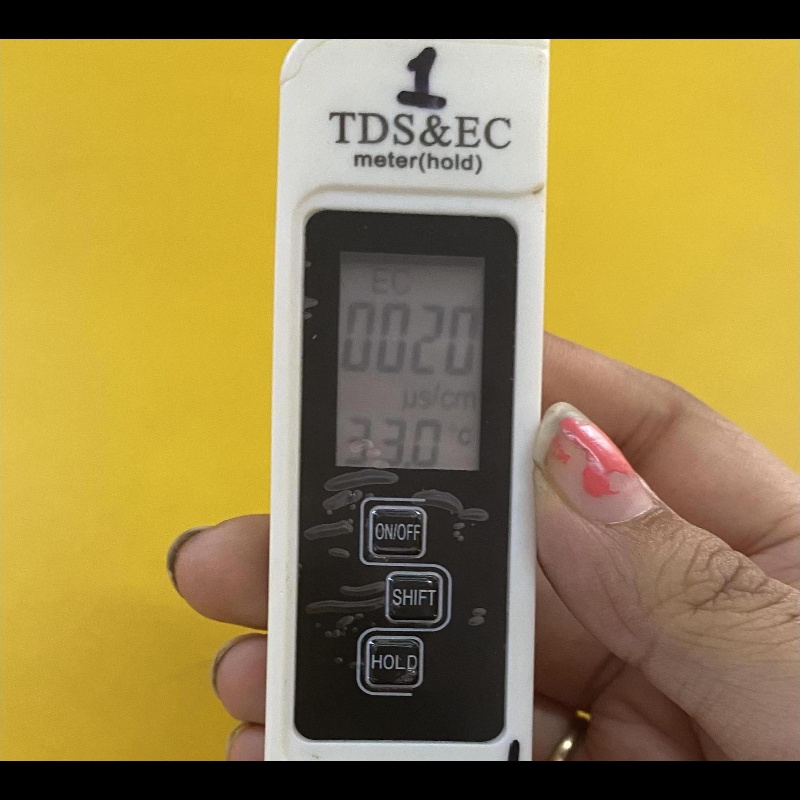 1
TDS&EC
meter(hold)
EC
0020
µs/cm
33.0 °C
ON/OFF
SHIFT
HOLD